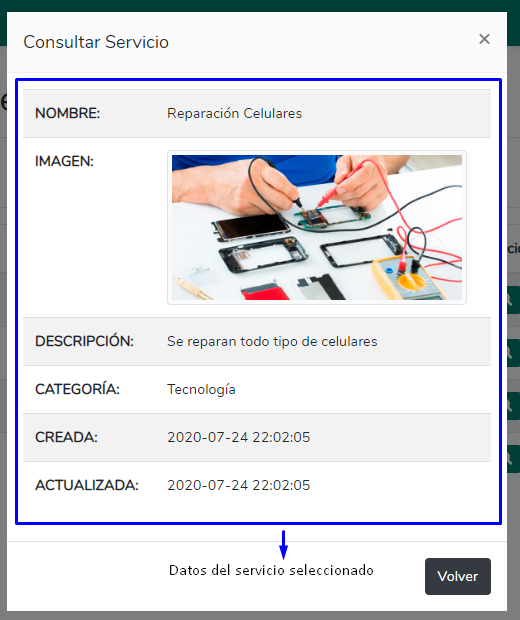 Consultar Servicio
×
NOMBRE: Reparación Celulares
IMAGEN:
DESCRIPCIÓN: Se reparan todo tipo de celulares
CATEGORÍA: Tecnología
CREADA: 2020-07-24 22:02:05
ACTUALIZADA: 2020-07-24 22:02:05
Datos del servicio seleccionado
Volver